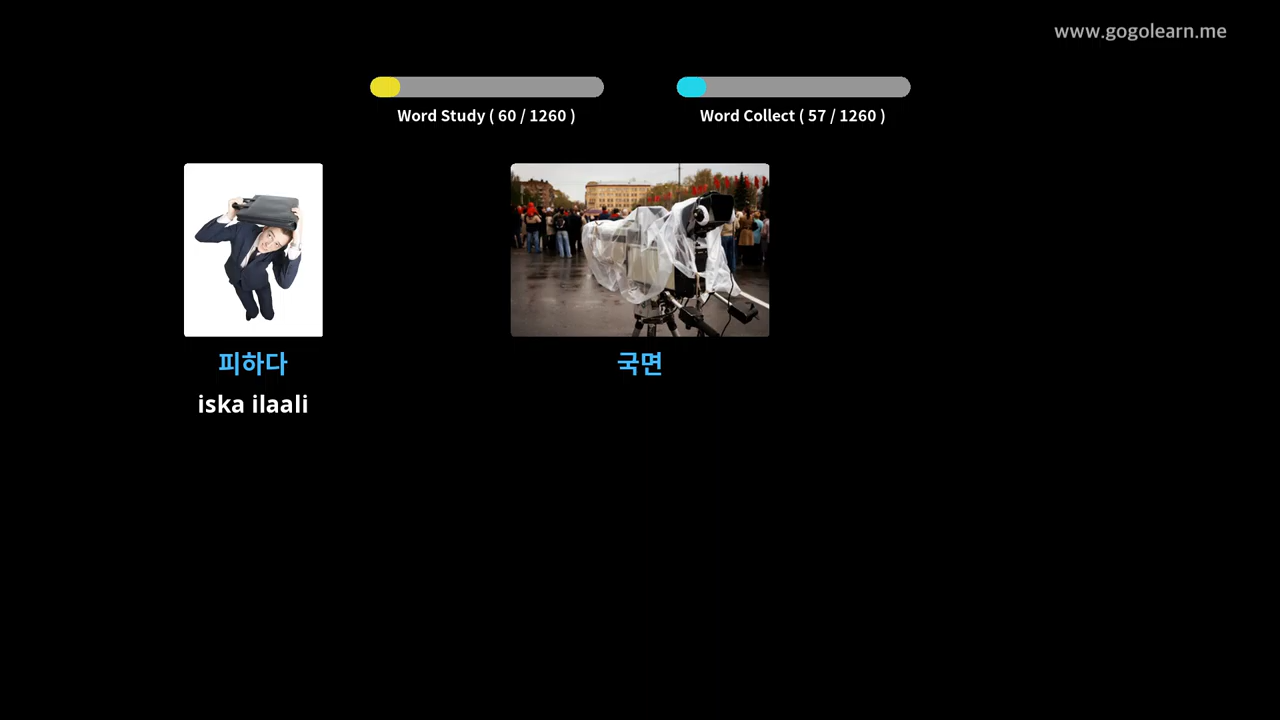 www.gogolearn.me
Word Study ( 60 / 1260 )
Word Collect ( 57 / 1260 )
피하다
국면
iska ilaali